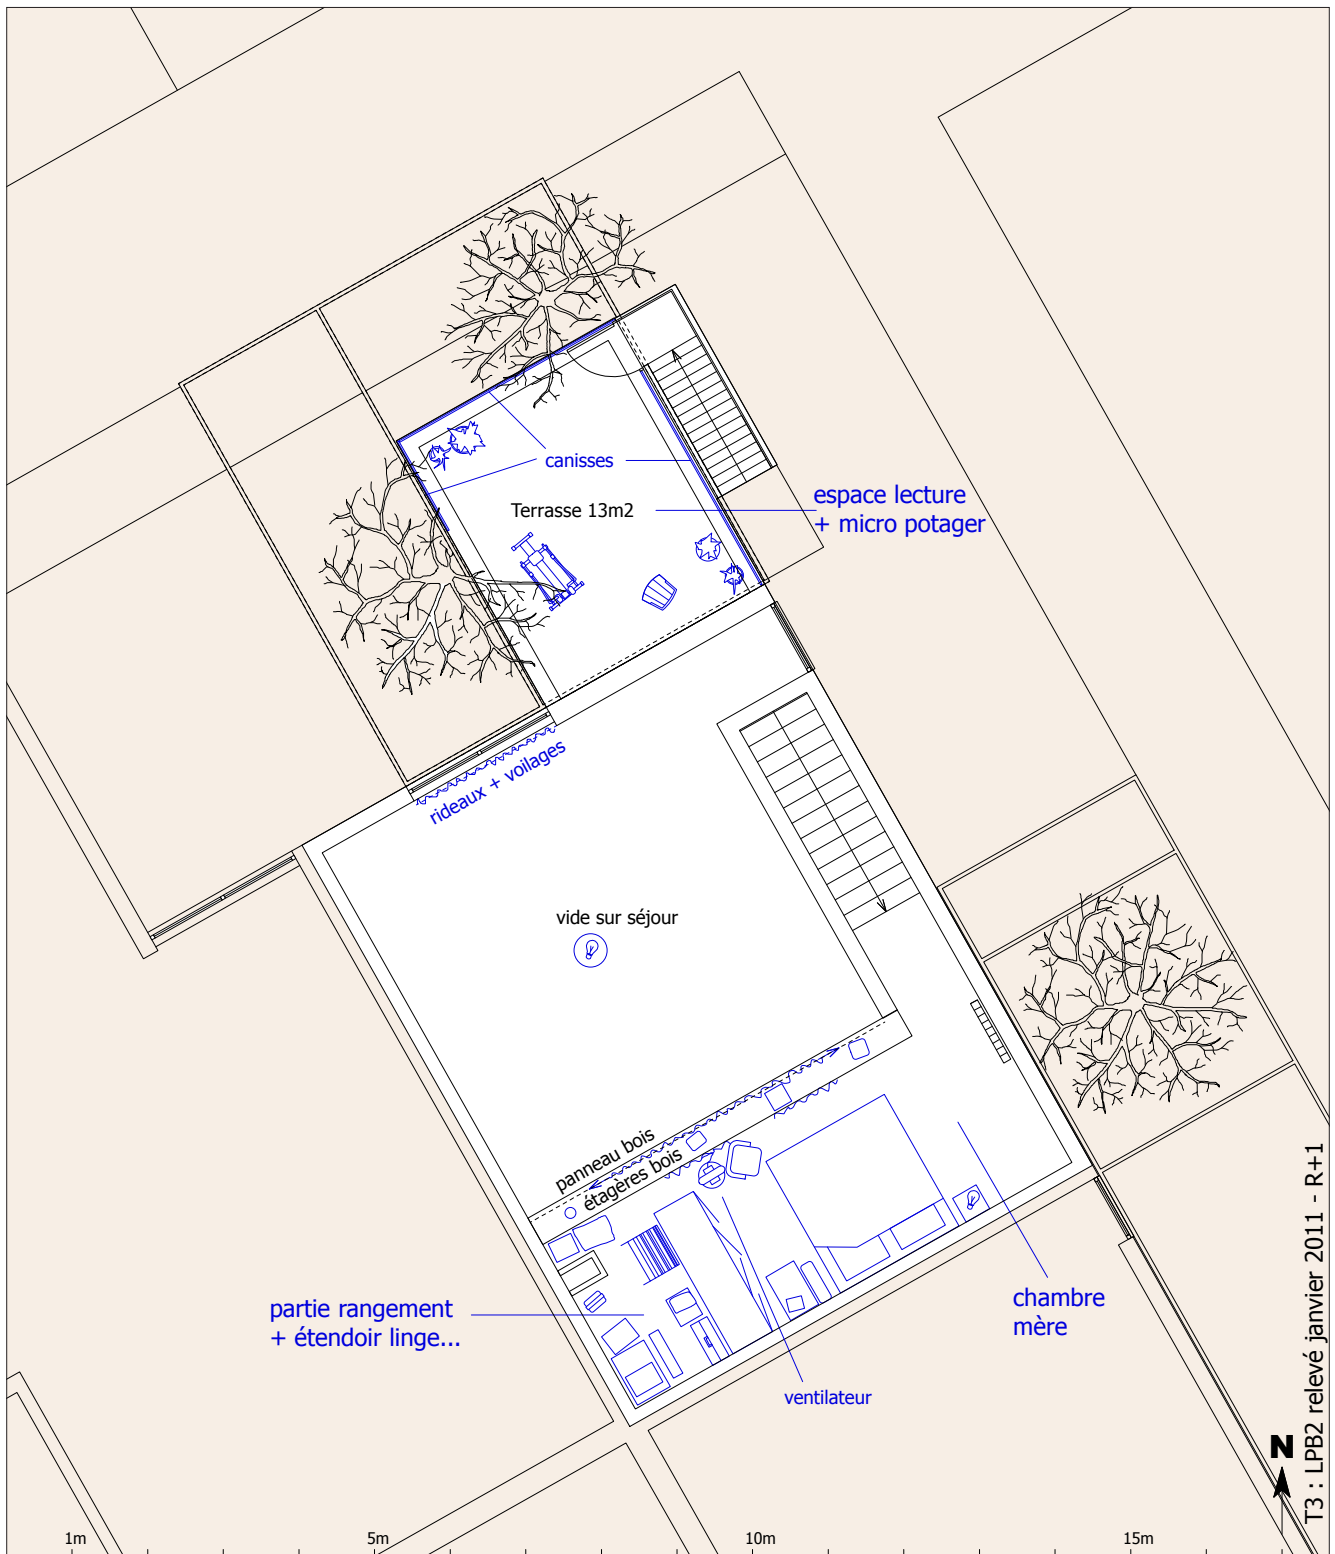 canisses
Terrasse 13m2
espace lecture
+ micro potager
rideaux + voilages
vide sur séjour
panneau bois
étagères bois
partie rangement
+ étendoir linge...
chambre
mère
ventilateur
N
T3 : LPB2 relevé janvier 2011 - R+1
1m
5m
10m
15m